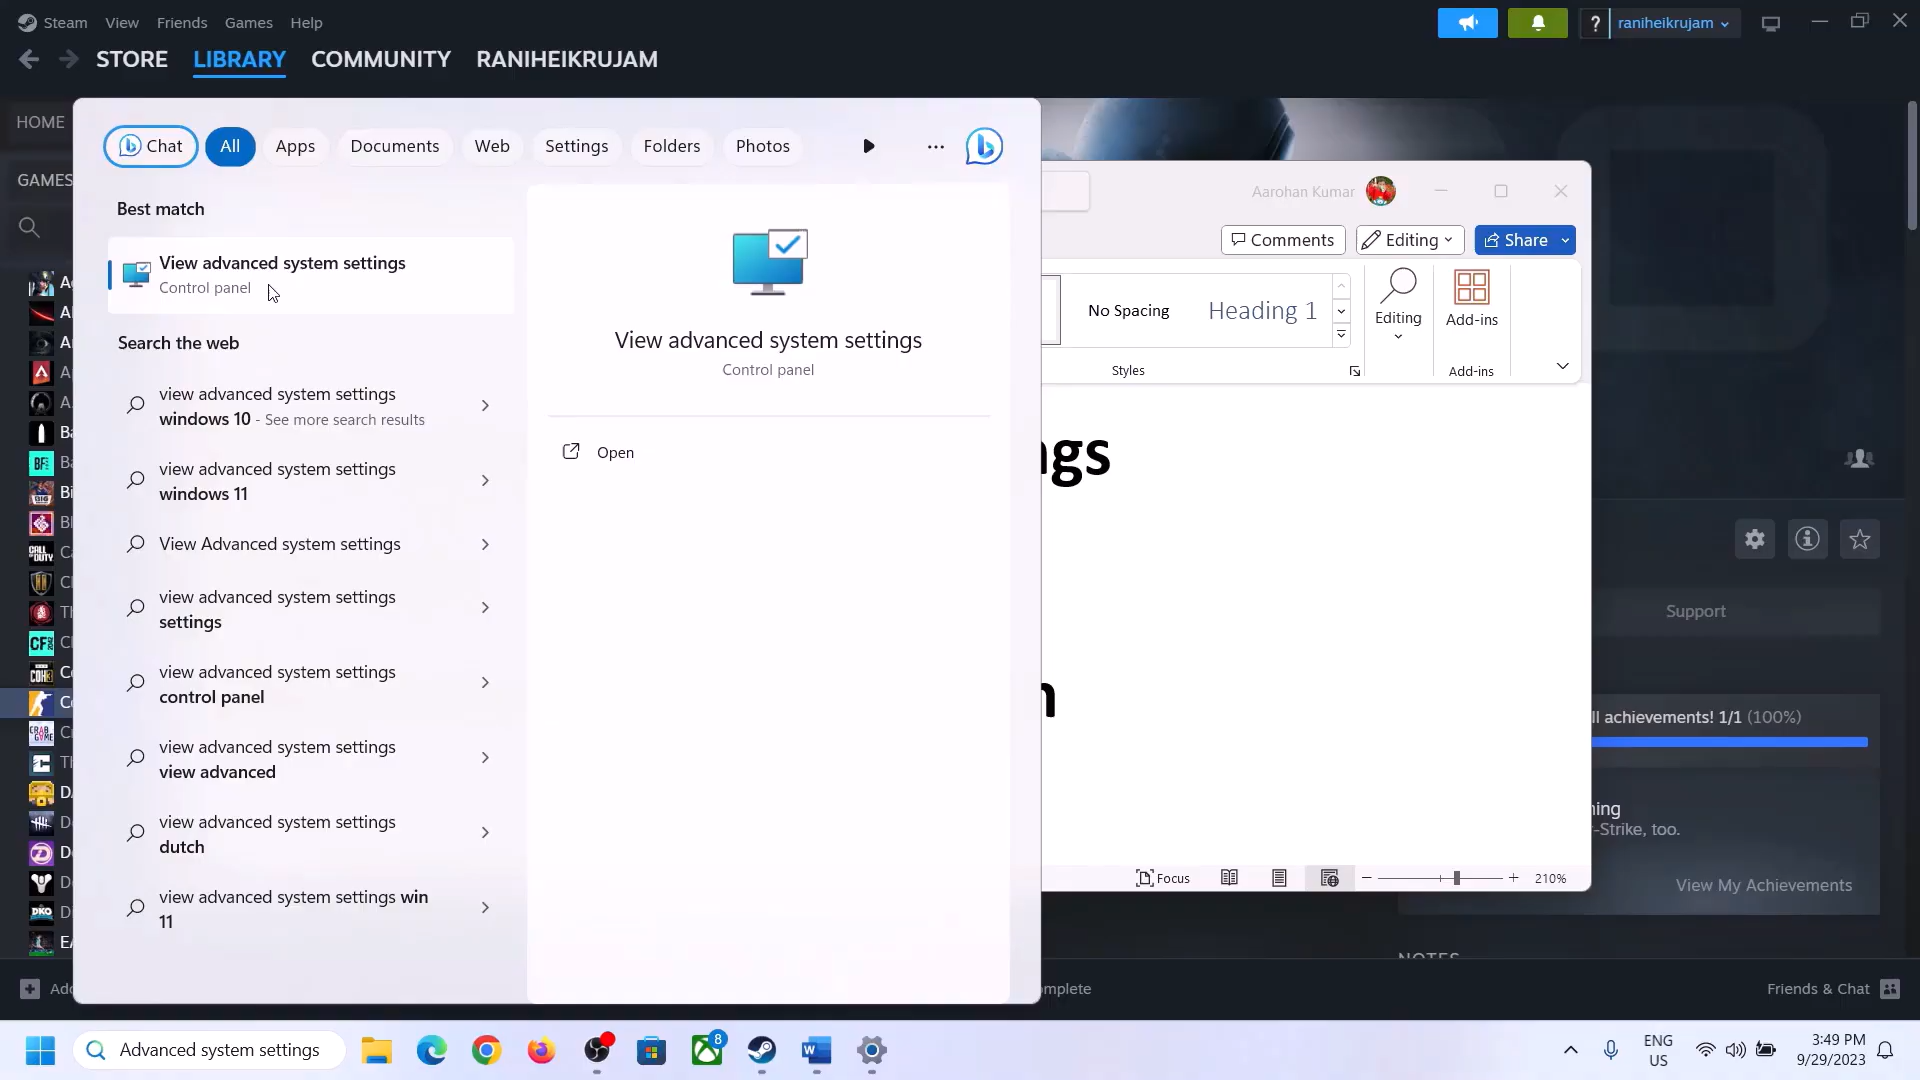 Steam View Friends Games Help
? raniheikrujam
STORE LIBRARY COMMUNITY RANIHEIKRUJAM
HOME
GAMES
Chat All Apps Documents Web Settings Folders Photos
Best match
View advanced system settings
Control panel
Search the web
view advanced system settings
windows 10 - See more search results
view advanced system settings
windows 11
View Advanced system settings
view advanced system settings
settings
view advanced system settings
control panel
view advanced system settings
view advanced
view advanced system settings
dutch
view advanced system settings win
11
View advanced system settings
Control panel
Open
Aarohan Kumar
Comments Editing Share
No Spacing Heading 1
Editing
Add-ins
Styles
Add-ins
ngs
n
Focus
210%
Support
ll achievements! 1/1 (100%)
ning
-Strike, too.
View My Achievements
NOTES
Add
mplete
Friends & Chat
Advanced system settings
8
ENG
US
3:49 PM
9/29/2023